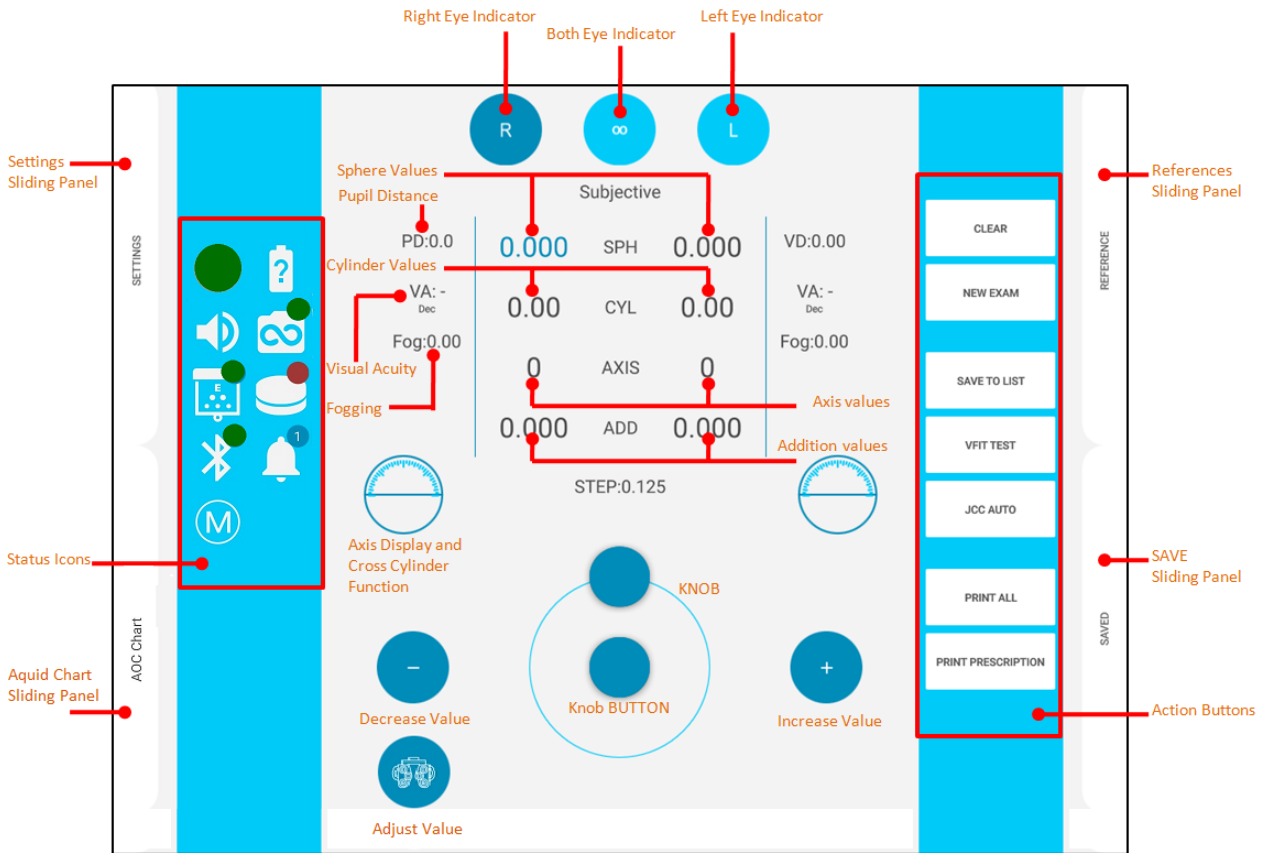 Right Eye Indicator
Both Eye Indicator
Left Eye Indicator
R
∞
L
Settings
Sliding Panel
Sphere Values
Pupil Distance
Subjective
References
Sliding Panel
SETTINGS
PD:0.0
0.000 SPH 0.000
VD:0.00
CLEAR
REFERENCE
?
Cylinder Values
VA: -
Dec
0.00 CYL 0.00
VA: -
Dec
NEW EXAM
Fog:0.00
Fog:0.00
E
Visual Acuity
0 AXIS 0
SAVE TO LIST
Fogging
Axis values
1
0.000 ADD 0.000
Addition values
VFIT TEST
STEP:0.125
JCC AUTO
M
Status Icons
Axis Display and
Cross Cylinder
Function
KNOB
SAVE
Sliding Panel
PRINT ALL
AOC Chart
SAVED
Aquid Chart
Sliding Panel
−
+
PRINT PRESCRIPTION
Decrease Value
Knob BUTTON
Increase Value
Action Buttons
Adjust Value